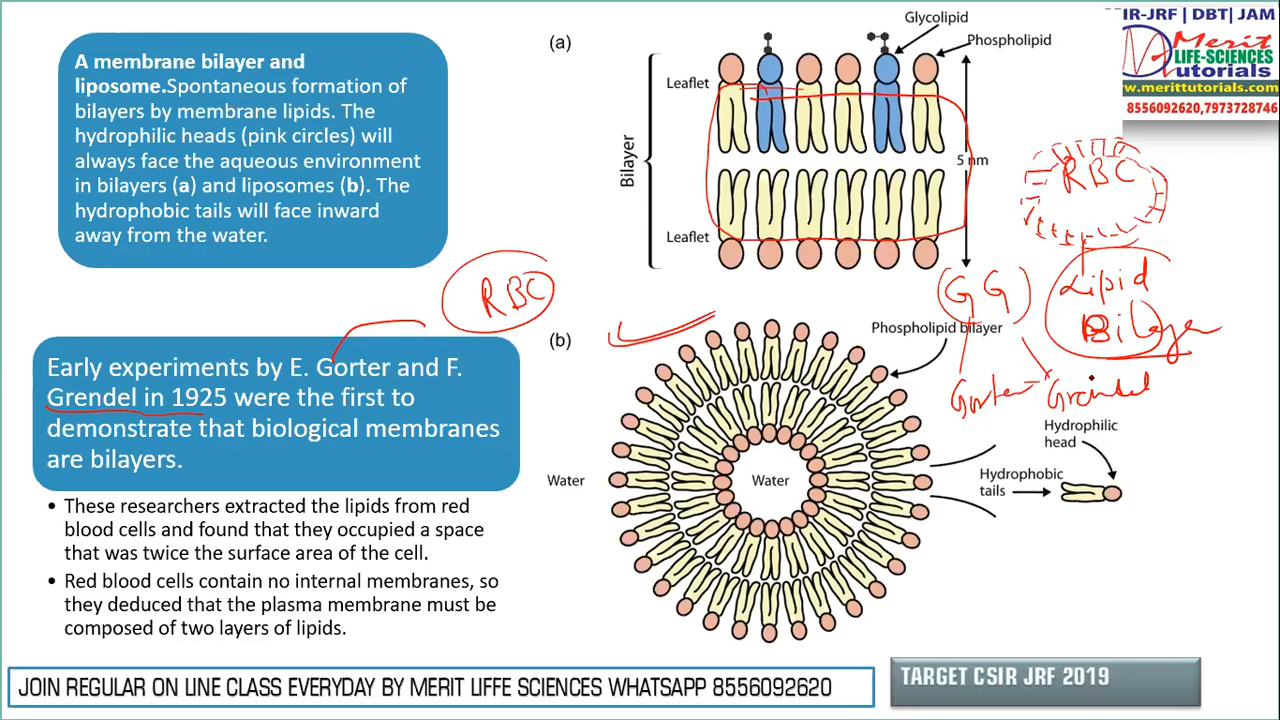 A membrane bilayer and
liposome.Spontaneous formation of
bilayers by membrane lipids. The
hydrophilic heads (pink circles) will
always face the aqueous environment
in bilayers (a) and liposomes (b). The
hydrophobic tails will face inward
away from the water.
RBC
Early experiments by E. Gorter and F.
Grendel in 1925 were the first to
demonstrate that biological membranes
are bilayers.
• These researchers extracted the lipids from red
blood cells and found that they occupied a space
that was twice the surface area of the cell.
• Red blood cells contain no internal membranes, so
they deduced that the plasma membrane must be
composed of two layers of lipids.
(a)
Glycolipid
Phospholipid
Leaflet
Bilayer
5 nm
Leaflet
(b)
Phospholipid bilayer
Water
Water
Hydrophilic
head
Hydrophobic
tails
IR-JRF | DBT| JAM
Merit
LIFE-SCIENCES
utorials
w.merittutorials.com
8556092620,7973728746
RBC
Lipid
Bilayer
(G G)
Gorter - Grendel
JOIN REGULAR ON LINE CLASS EVERYDAY BY MERIT LIFFE SCIENCES WHATSAPP 8556092620
TARGET CSIR JRF 2019